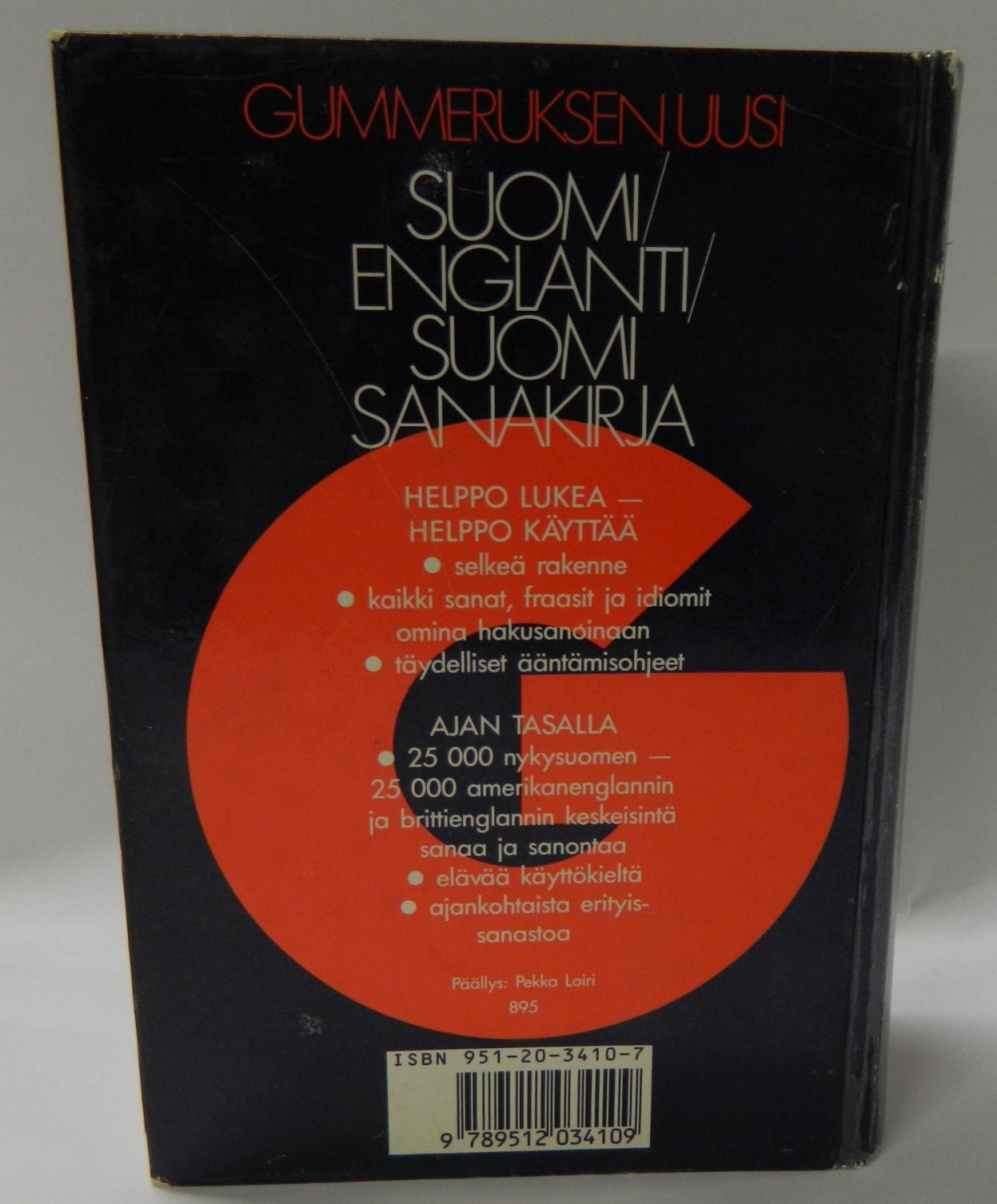 GUMMERUKSEN UUSI
SUOMI/
ENGLANTI/
SUOMI
SANAKIRJA
HELPPO LUKEA —
HELPPO KÄYTTÄÄ
● selkeä rakenne
● kaikki sanat, fraasit ja idiomit
omina hakusanoinaan
● täydelliset ääntämisohjeet
AJAN TASALLA
● 25 000 nykysuomen —
25 000 amerikanenglannin
ja brittienglannin keskeisintä
sanaa ja sanontaa
● elävää käyttökieltä
● ajankohtaista erityis-
sanastoa
Päällys: Pekka Loiri
895
ISBN 951-20-3410-7
9 789512 034109